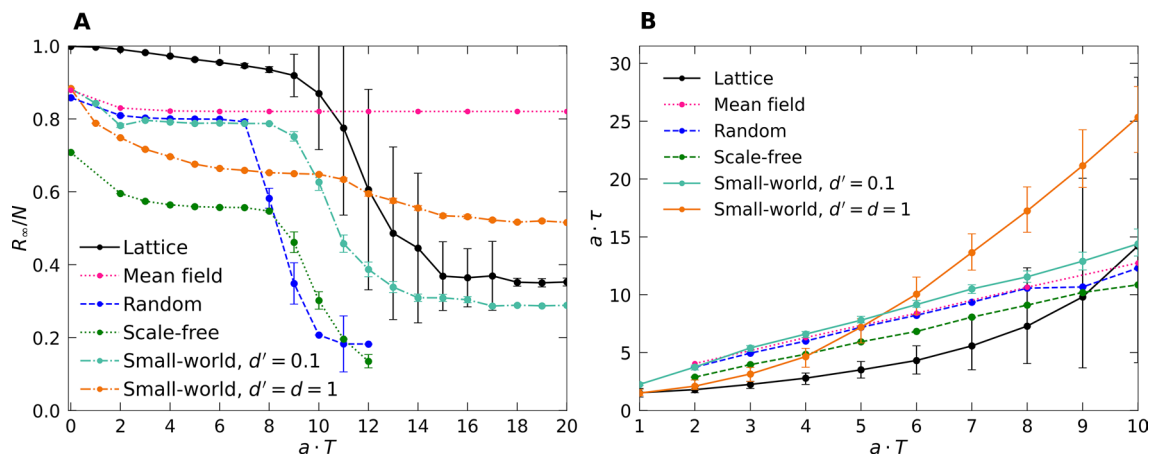 A
1.0
0.8
0.6
0.4
0.2
0.0
R∞/N
Lattice
Mean field
Random
Scale-free
Small-world, d′ = 0.1
Small-world, d′ = d = 1
0 2 4 6 8 10 12 14 16 18 20
a · T
B
30
25
20
15
10
5
0
a · τ
Lattice
Mean field
Random
Scale-free
Small-world, d′ = 0.1
Small-world, d′ = d = 1
1 2 3 4 5 6 7 8 9 10
a · T